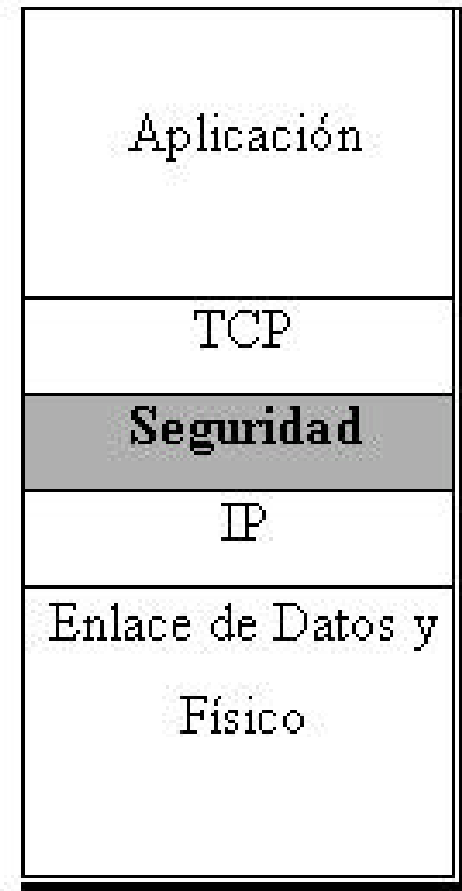 Aplicación
TCP
Seguridad
IP
Enlace de Datos y
Físico